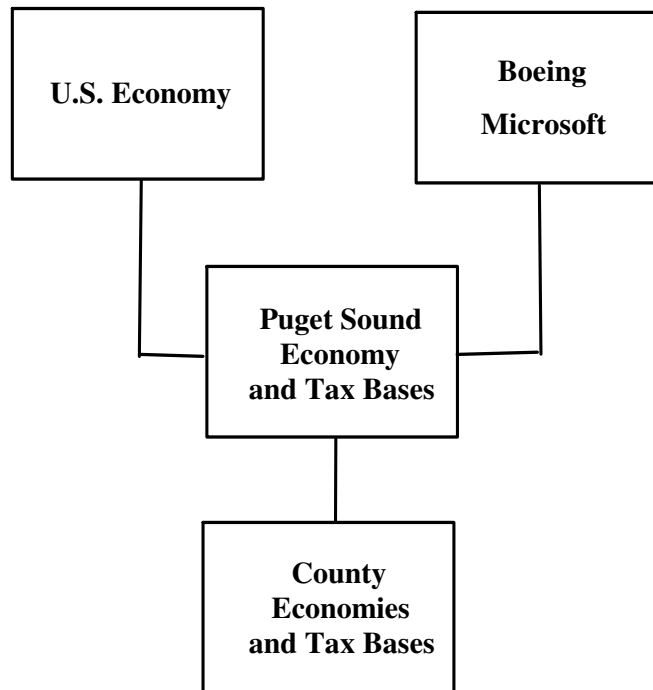 U.S. Economy
Boeing
Microsoft
Puget Sound
Economy
and Tax Bases
County
Economies
and Tax Bases